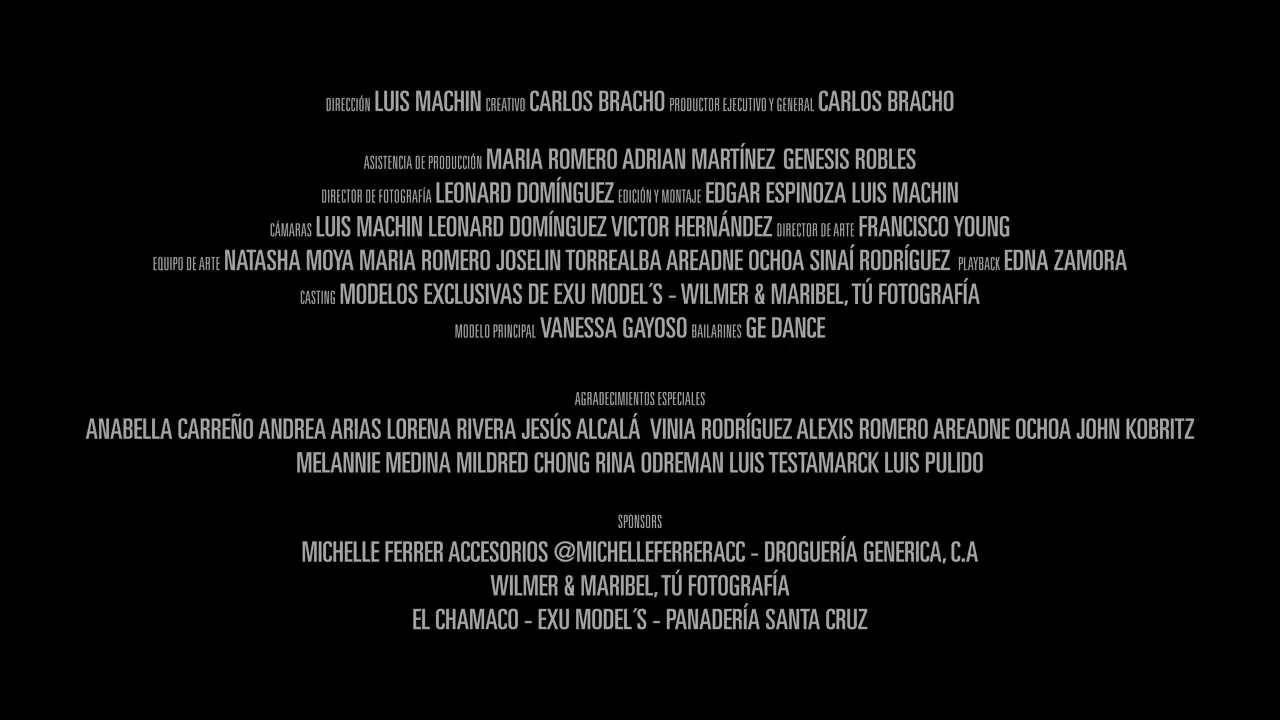 DIRECCIÓN LUIS MACHIN CREATIVO CARLOS BRACHO PRODUCTOR EJECUTIVO Y GENERAL CARLOS BRACHO
ASISTENCIA DE PRODUCCIÓN MARIA ROMERO ADRIAN MARTÍNEZ GENESIS ROBLES
DIRECTOR DE FOTOGRAFÍA LEONARD DOMÍNGUEZ EDICIÓN Y MONTAJE EDGAR ESPINOZA LUIS MACHIN
CÁMARAS LUIS MACHIN LEONARD DOMÍNGUEZ VICTOR HERNÁNDEZ DIRECTOR DE ARTE FRANCISCO YOUNG
EQUIPO DE ARTE NATASHA MOYA MARIA ROMERO JOSELIN TORREALBA AREADNE OCHOA SINAÍ RODRÍGUEZ PLAYBACK EDNA ZAMORA
CASTING MODELOS EXCLUSIVAS DE EXU MODEL´S - WILMER & MARIBEL, TÚ FOTOGRAFÍA
MODELO PRINCIPAL VANESSA GAYOSO BAILARINES GE DANCE
AGRADECIMIENTOS ESPECIALES
ANABELLA CARREÑO ANDREA ARIAS LORENA RIVERA JESÚS ALCALÁ VINIA RODRÍGUEZ ALEXIS ROMERO AREADNE OCHOA JOHN KOBRITZ
MELANNIE MEDINA MILDRED CHONG RINA ODREMAN LUIS TESTAMARCK LUIS PULIDO
SPONSORS
MICHELLE FERRER ACCESORIOS @MICHELLEFERRERACC - DROGUERÍA GENERICA, C.A
WILMER & MARIBEL, TÚ FOTOGRAFÍA
EL CHAMACO - EXU MODEL´S - PANADERÍA SANTA CRUZ